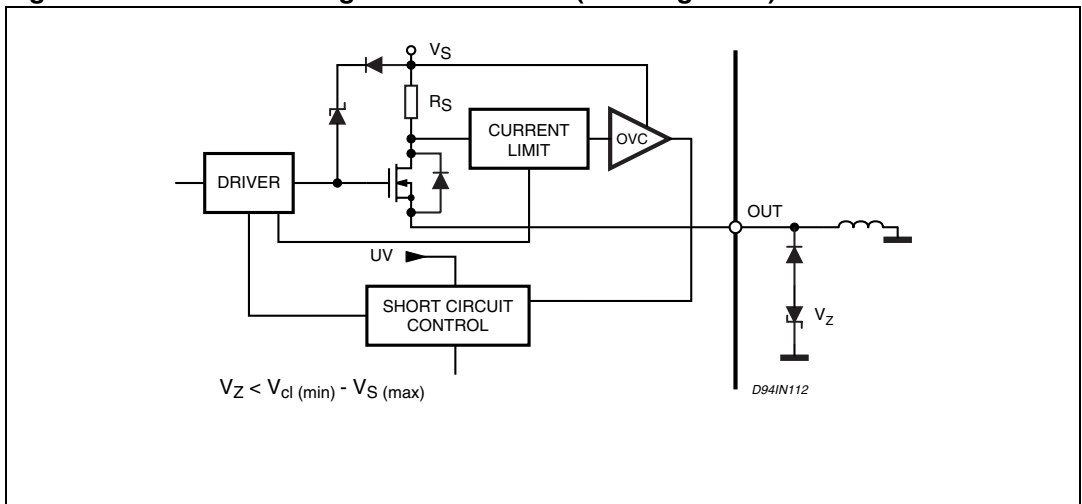 VS
RS
CURRENT
LIMIT
OVC
DRIVER
OUT
UV
SHORT CIRCUIT
CONTROL
VZ
VZ < Vcl (min) - VS (max)
D94IN112